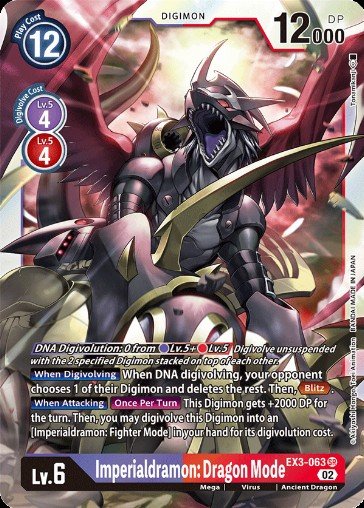 Play Cost
12
DIGIMON
12000
DP
Digivolve Cost
Lv.5
4
Lv.5
4
DNA Digivolution: 0 from Lv.5+ Lv.5 Digivolve unsuspended
with the 2 specified Digimon stacked on top of each other.
When Digivolving When DNA digivolving, your opponent
chooses 1 of their Digimon and deletes the rest. Then, Blitz .
When Attacking Once Per Turn This Digimon gets +2000 DP for
the turn. Then, you may digivolve this Digimon into an
[Imperialdramon: Fighter Mode] in your hand for its digivolution cost.
Lv.6
Imperialdramon: Dragon Mode
EX3-063 SR
02
Mega Virus Ancient Dragon